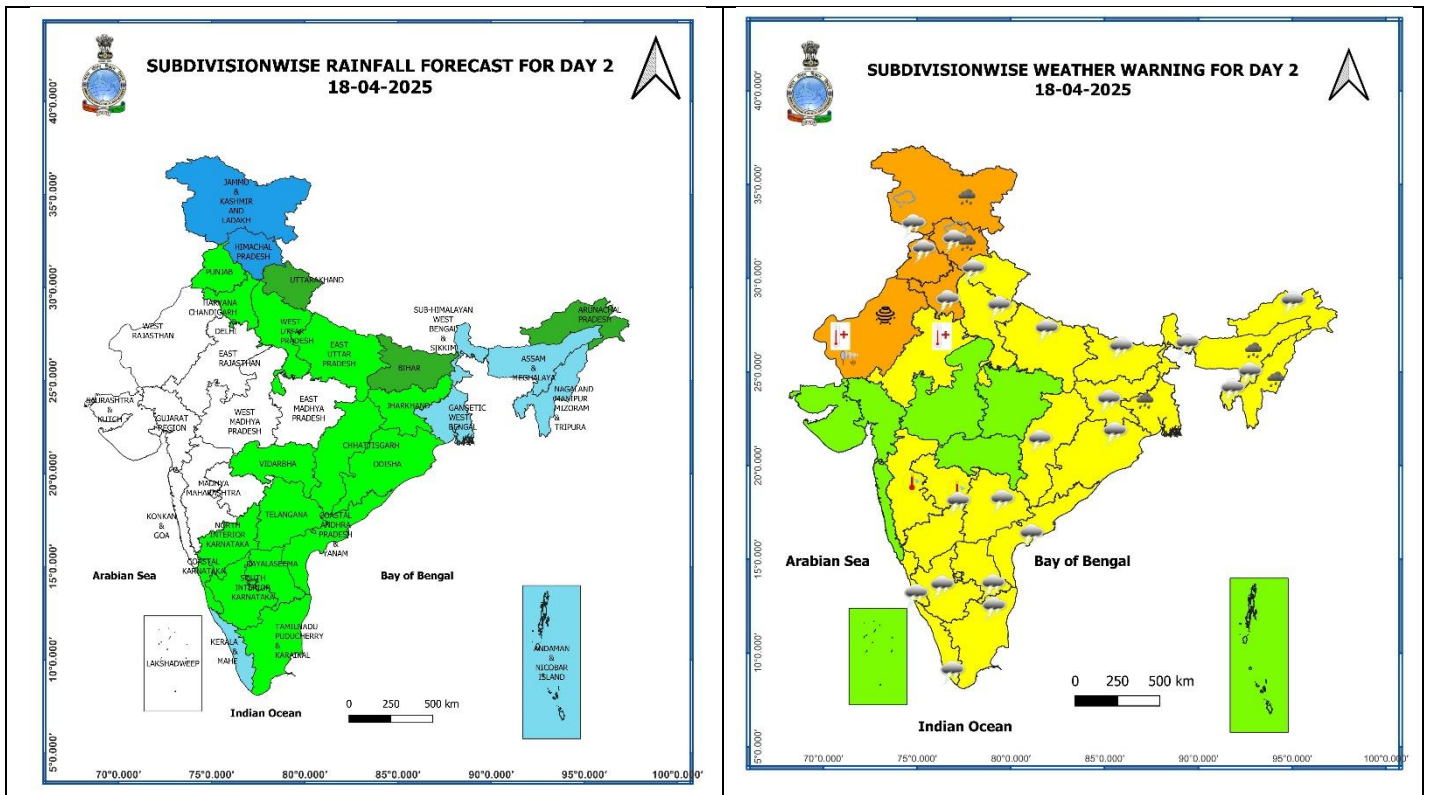 SUBDIVISIONWISE RAINFALL FORECAST FOR DAY 2
18-04-2025
40°0.000'
35°0.000'
30°0.000'
25°0.000'
20°0.000'
15°0.000'
10°0.000'
5°0.000'
JAMMU
&
KASHMIR
AND
LADAKH
HIMACHAL
PRADESH
PUNJAB
UTTARAKHAND
HARYANA
CHANDIGARH
&
DELHI
WEST
RAJASTHAN
WEST
UTTAR
PRADESH
SUB-HIMALAYAN
WEST
BENGAL
&
SIKKIM
ARUNACHAL
PRADESH
EAST
RAJASTHAN
EAST
UTTAR
PRADESH
BIHAR
ASSAM
&
MEGHALAYA
SAURASHTRA
&
KUTCH
GUJARAT
REGION
WEST
MADHYA
PRADESH
EAST
MADHYA
PRADESH
JHARKHAND
GANGETIC
WEST
BENGAL
NAGALAND
MANIPUR
MIZORAM
&
TRIPURA
CHHATTISGARH
ODISHA
VIDARBHA
MADHYA
MAHARASHTRA
KONKAN
&
GOA
TELANGANA
COASTAL
ANDHRA
PRADESH
&
YANAM
NORTH
INTERIOR
KARNATAKA
COASTAL
KARNATAKA
RAYALASEEMA
SOUTH
INTERIOR
KARNATAKA
Arabian Sea
Bay of Bengal
TAMILNADU
PUDUCHERRY
&
KARAIKAL
KERALA
&
MAHE
LAKSHADWEEP
ANDAMAN
&
NICOBAR
ISLAND
0 250 500 km
Indian Ocean
70°0.000' 75°0.000' 80°0.000' 85°0.000' 90°0.000' 95°0.000' 100°0.000'
SUBDIVISIONWISE WEATHER WARNING FOR DAY 2
18-04-2025
40°0.000'
35°0.000'
30°0.000'
25°0.000'
20°0.000'
15°0.000'
10°0.000'
5°0.000'
Arabian Sea
Bay of Bengal
0 250 500 km
Indian Ocean
70°0.000' 75°0.000' 80°0.000' 85°0.000' 90°0.000' 95°0.000' 100°0.000'